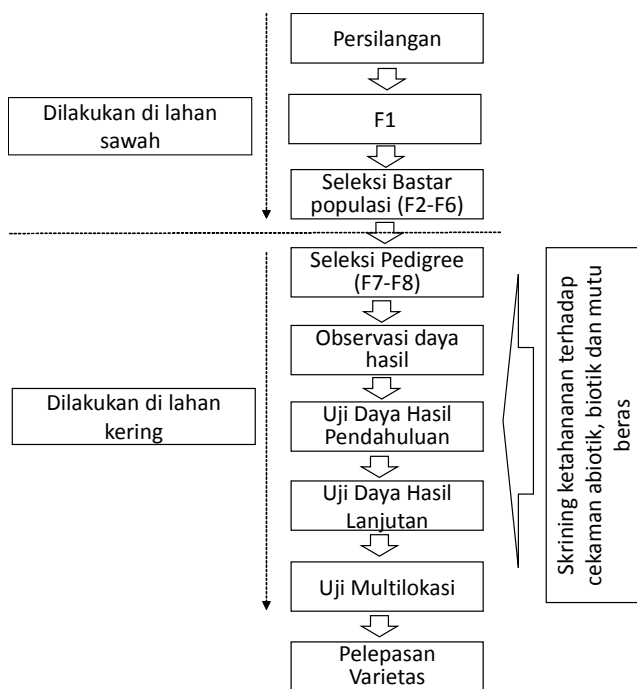 Persilangan
Dilakukan di lahan
sawah
F1
Seleksi Bastar
populasi (F2-F6)
Seleksi Pedigree
(F7-F8)
Observasi daya
hasil
Dilakukan di lahan
kering
Uji Daya Hasil
Pendahuluan
Uji Daya Hasil
Lanjutan
Uji Multilokasi
Pelepasan
Varietas
Skrining ketahananan terhadap
cekaman abiotik, biotik dan mutu
beras